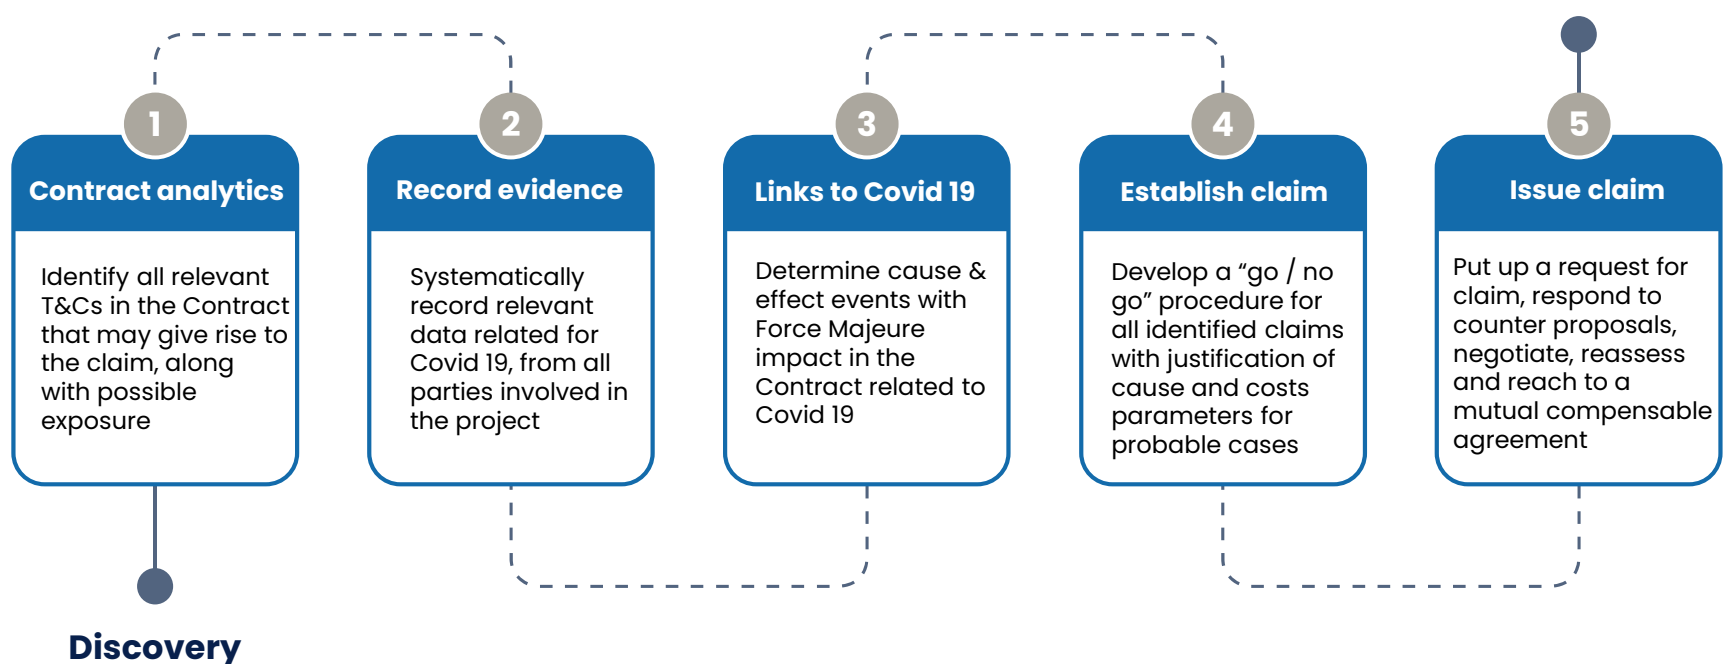 1
Contract analytics
Identify all relevant
T&Cs in the Contract
that may give rise to
the claim, along
with possible
exposure
2
Record evidence
Systematically
record relevant
data related for
Covid 19, from all
parties involved in
the project
3
Links to Covid 19
Determine cause &
effect events with
Force Majeure
impact in the
Contract related to
Covid 19
4
Establish claim
Develop a “go / no
go” procedure for
all identified claims
with justification of
cause and costs
parameters for
probable cases
5
Issue claim
Put up a request for
claim, respond to
counter proposals,
negotiate, reassess
and reach to a
mutual compensable
agreement
Discovery